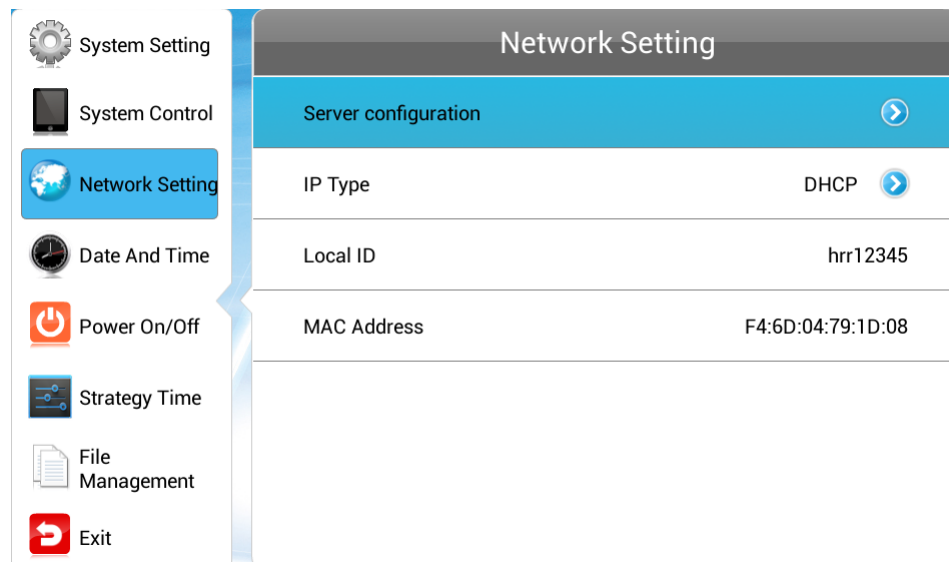 System Setting
System Control
Network Setting
Date And Time
Power On/Off
Strategy Time
File
Management
Exit
Network Setting
Server configuration
IP Type DHCP
Local ID hrr12345
MAC Address F4:6D:04:79:1D:08